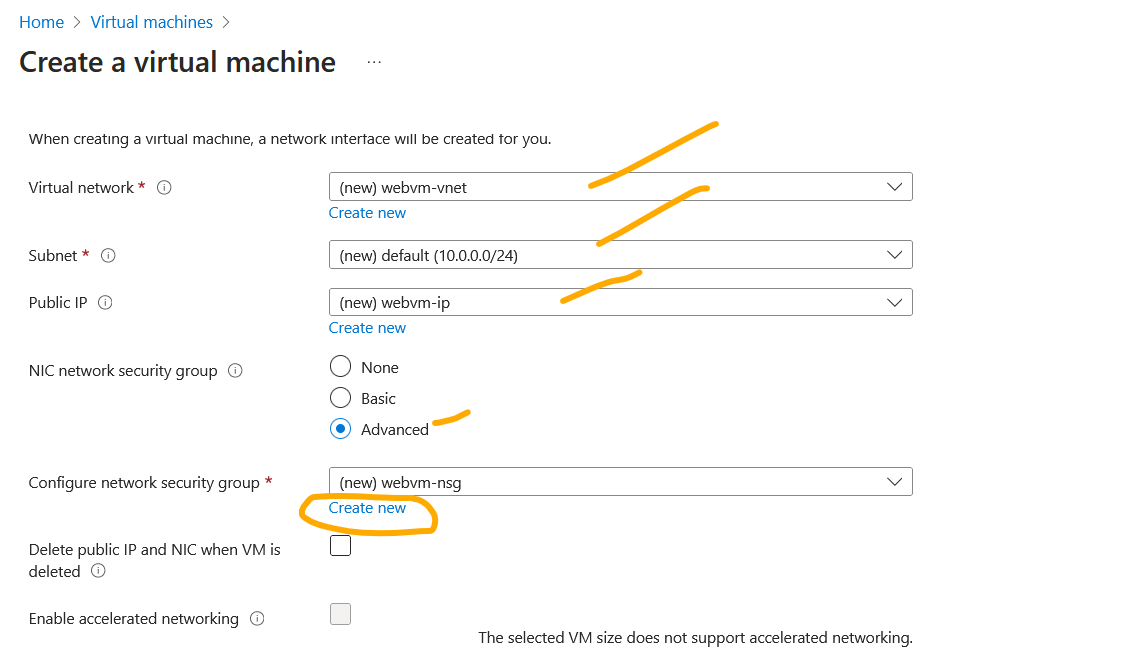 Home > Virtual machines >
Create a virtual machine ...
When creating a virtual machine, a network interface will be created for you.
Virtual network *
(new) webvm-vnet
Create new
Subnet *
(new) default (10.0.0.0/24)
Public IP
(new) webvm-ip
Create new
NIC network security group
None
Basic
Advanced
Configure network security group *
(new) webvm-nsg
Create new
Delete public IP and NIC when VM is
deleted
Enable accelerated networking
The selected VM size does not support accelerated networking.